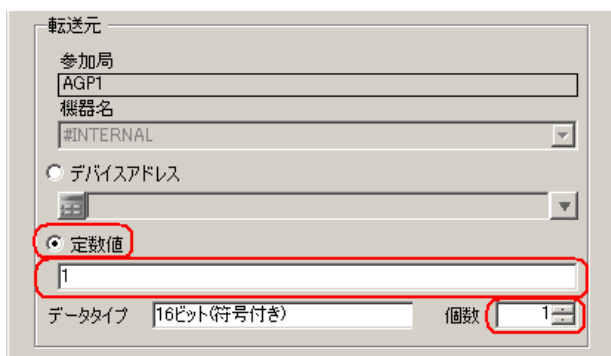 転送元
参加局
AGP1
機器名
#INTERNAL
デバイスアドレス
定数値
1
データタイプ 16ビット(符号付き) 個数 1